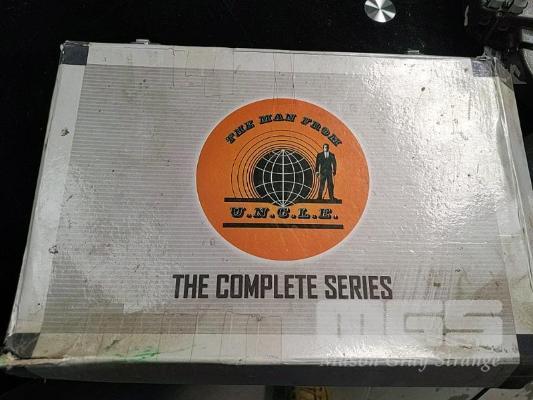 THE MAN FROM
U.N.C.L.E.
THE COMPLETE SERIES
MGS
Mason Gray Strange